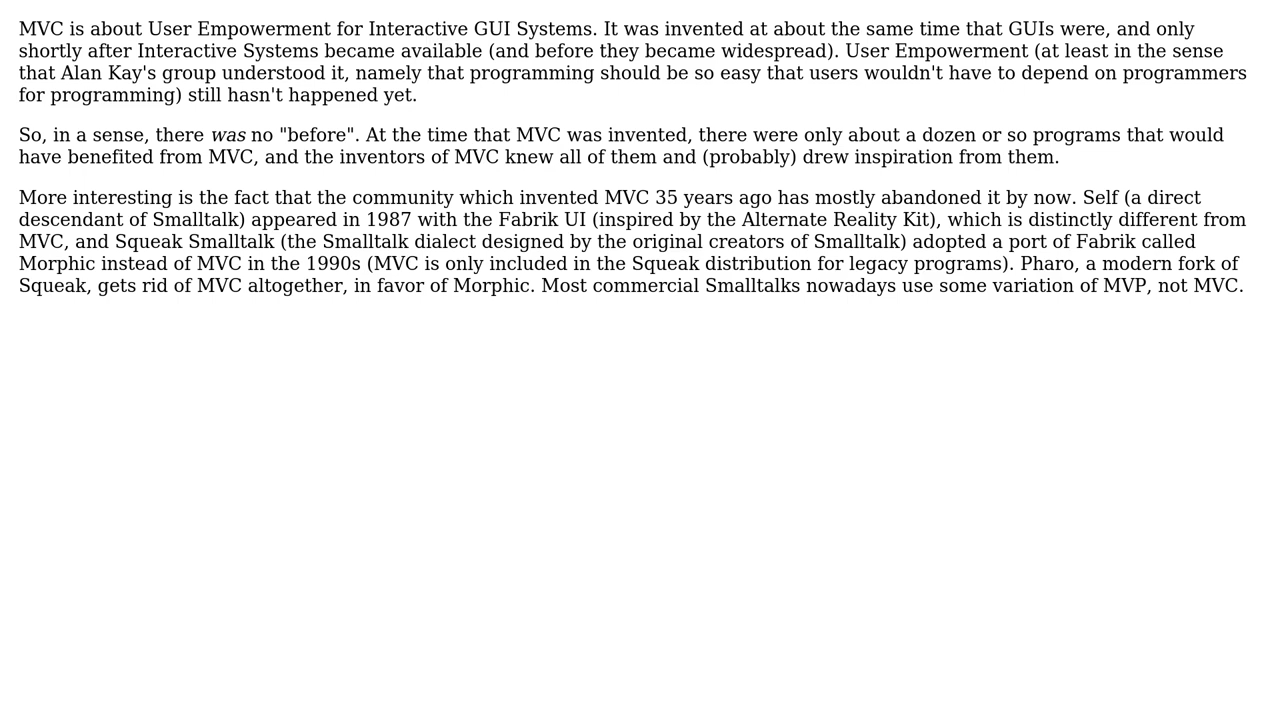 MVC is about User Empowerment for Interactive GUI Systems. It was invented at about the same time that GUIs were, and only
shortly after Interactive Systems became available (and before they became widespread). User Empowerment (at least in the sense
that Alan Kay's group understood it, namely that programming should be so easy that users wouldn't have to depend on programmers
for programming) still hasn't happened yet.
So, in a sense, there was no "before". At the time that MVC was invented, there were only about a dozen or so programs that would
have benefited from MVC, and the inventors of MVC knew all of them and (probably) drew inspiration from them.
More interesting is the fact that the community which invented MVC 35 years ago has mostly abandoned it by now. Self (a direct
descendant of Smalltalk) appeared in 1987 with the Fabrik UI (inspired by the Alternate Reality Kit), which is distinctly different from
MVC, and Squeak Smalltalk (the Smalltalk dialect designed by the original creators of Smalltalk) adopted a port of Fabrik called
Morphic instead of MVC in the 1990s (MVC is only included in the Squeak distribution for legacy programs). Pharo, a modern fork of
Squeak, gets rid of MVC altogether, in favor of Morphic. Most commercial Smalltalks nowadays use some variation of MVP, not MVC.